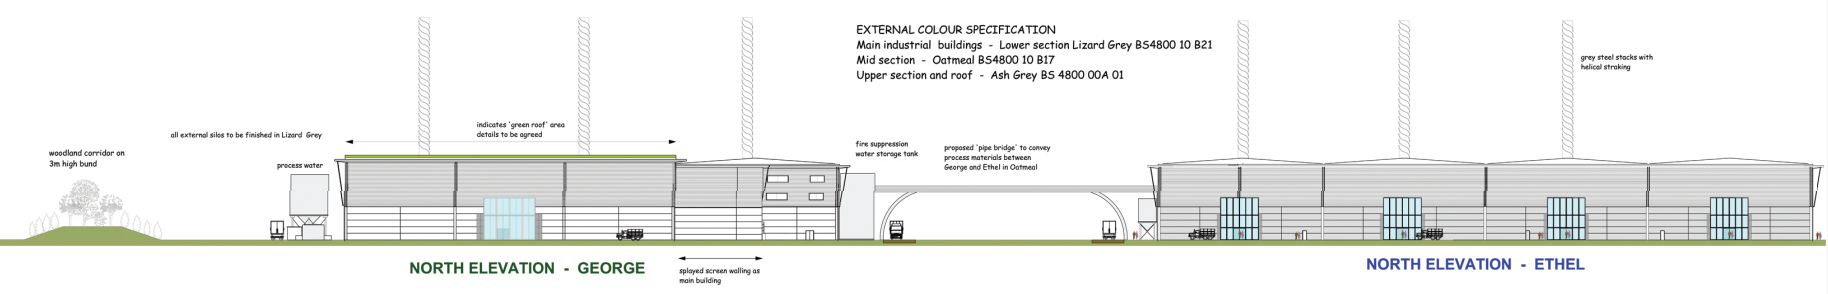 EXTERNAL COLOUR SPECIFICATION
Main industrial buildings - Lower section Lizard Grey BS4800 10 B21
Mid section - Oatmeal BS4800 10 B17
Upper section and roof - Ash Grey BS 4800 00A 01
grey steel stacks with
helical straking
indicates 'green roof' area
details to be agreed
all external silos to be finished in Lizard Grey
woodland corridor on
3m high bund
process water
fire suppression
water storage tank
proposed 'pipe bridge' to convey
process materials between
George and Ethel in Oatmeal
NORTH ELEVATION - GEORGE
splayed screen walling as
main building
NORTH ELEVATION - ETHEL